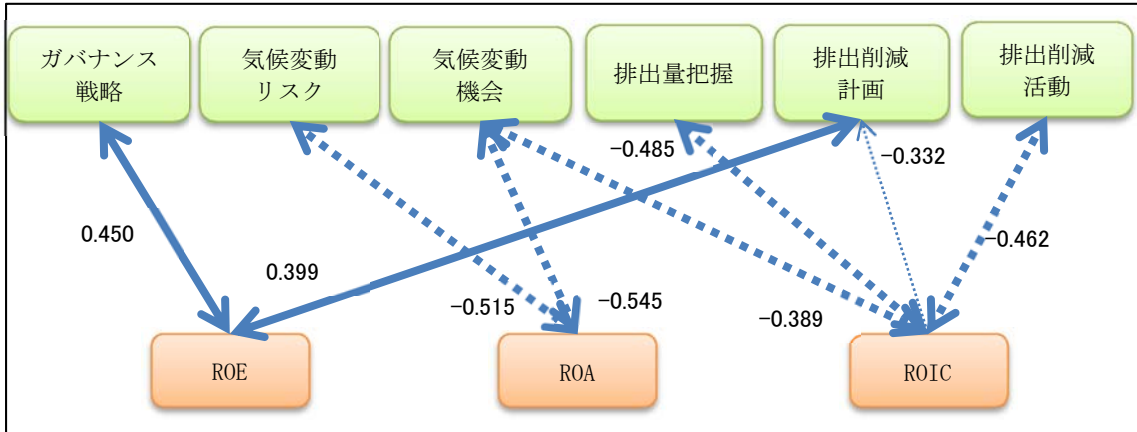 ガバナンス
戦略
気候変動
リスク
気候変動
機会
排出量把握
排出削減
計画
排出削減
活動
-0.485
-0.332
0.450
-0.462
0.399
-0.515
-0.545
-0.389
ROE
ROA
ROIC